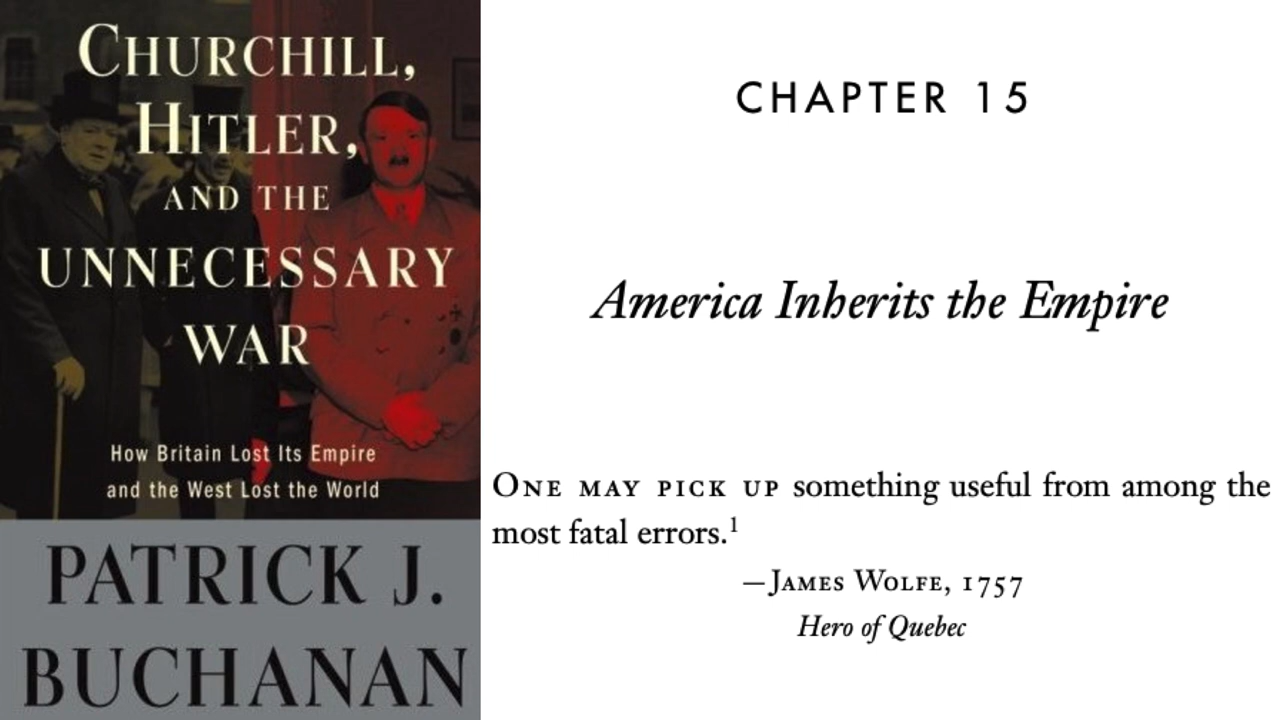 CHURCHILL,
HITLER,
AND THE
UNNECESSARY
WAR
How Britain Lost Its Empire
and the West Lost the World
PATRICK J.
BUCHANAN
CHAPTER 15
America Inherits the Empire
ONE MAY PICK UP something useful from among the
most fatal errors.1
—JAMES WOLFE, 1757
Hero of Quebec